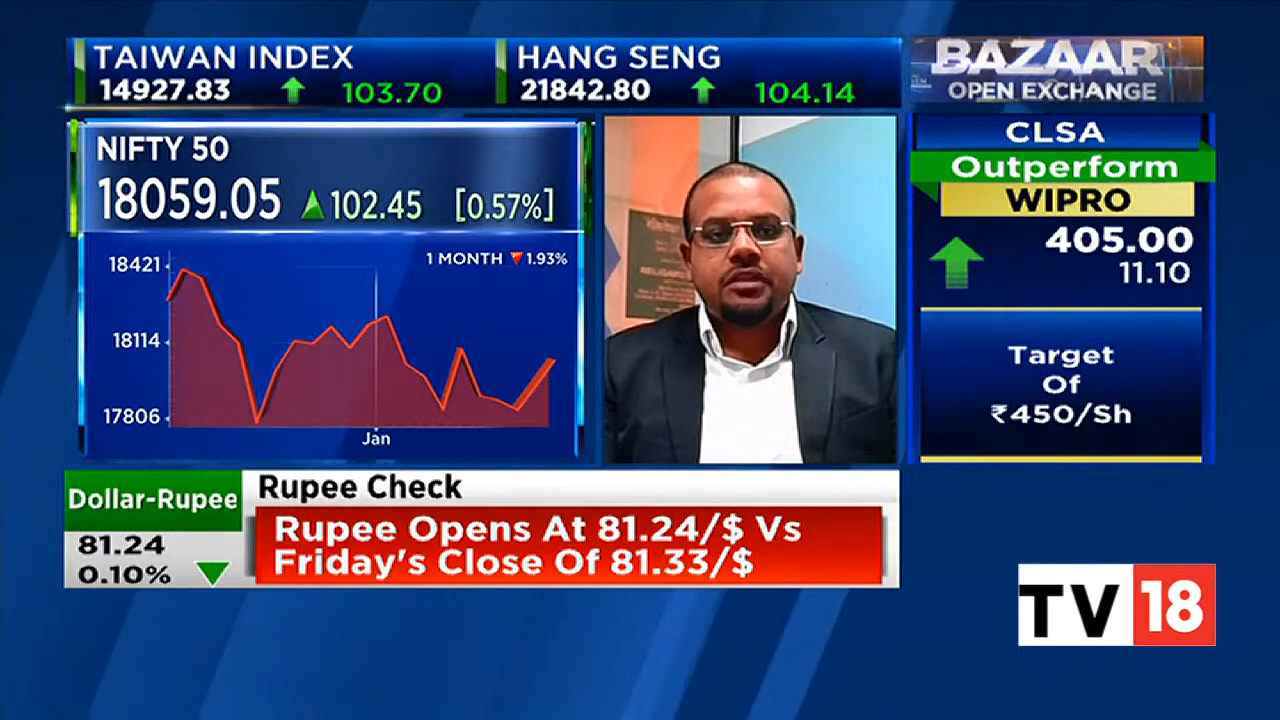 TAIWAN INDEX
14927.83 103.70
HANG SENG
21842.80 104.14
BAZAAR
OPEN EXCHANGE
NIFTY 50
18059.05 102.45 [0.57%]
1 MONTH 1.93%
18421
18114
17806
Jan
CLSA
Outperform
WIPRO
405.00
11.10
Target
Of
₹450/Sh
Dollar-Rupee
81.24
0.10%
Rupee Check
Rupee Opens At 81.24/$ Vs
Friday's Close Of 81.33/$
TV18